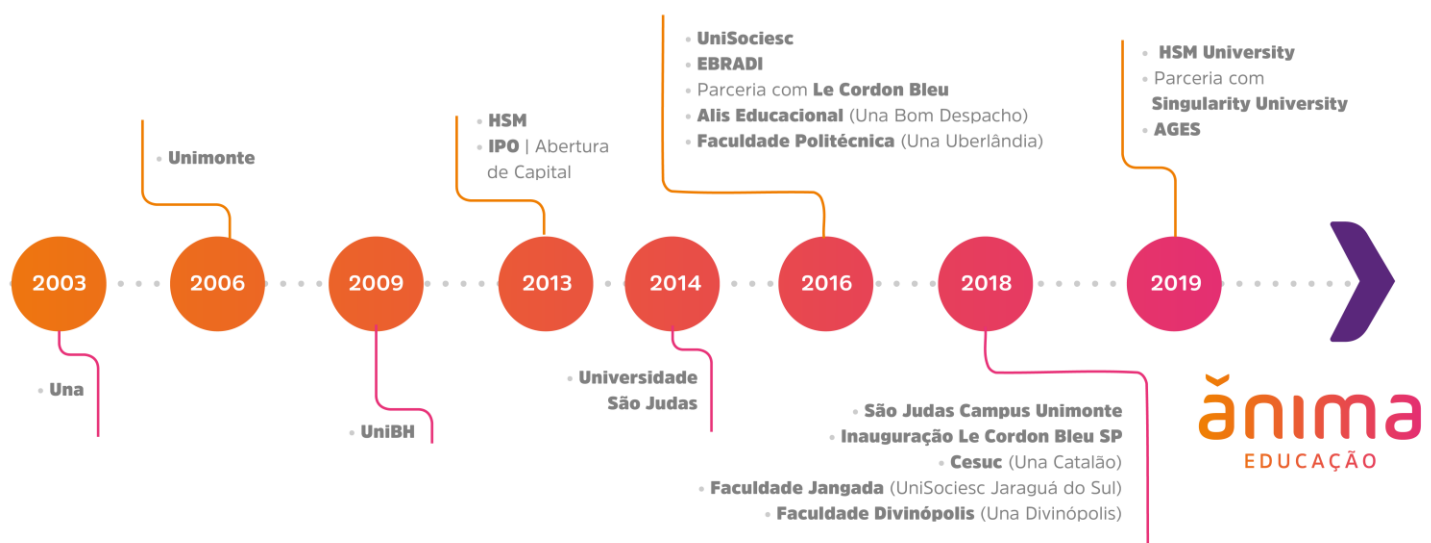 • UniSociesc
• EBRADI
• Parceria com Le Cordon Bleu
• Alis Educacional (Una Bom Despacho)
• Faculdade Politécnica (Una Uberlândia)
• HSM University
• Parceria com
Singularity University
• AGES
• Unimonte
• HSM
• IPO | Abertura
de Capital
2003
2006
2009
2013
2014
2016
2018
2019
• Una
• UniBH
• Universidade
São Judas
• São Judas Campus Unimonte
• Inauguração Le Cordon Bleu SP
• Cesuc (Una Catalão)
• Faculdade Jangada (UniSociesc Jaraguá do Sul)
• Faculdade Divinópolis (Una Divinópolis)
ănima
EDUCAÇÃO